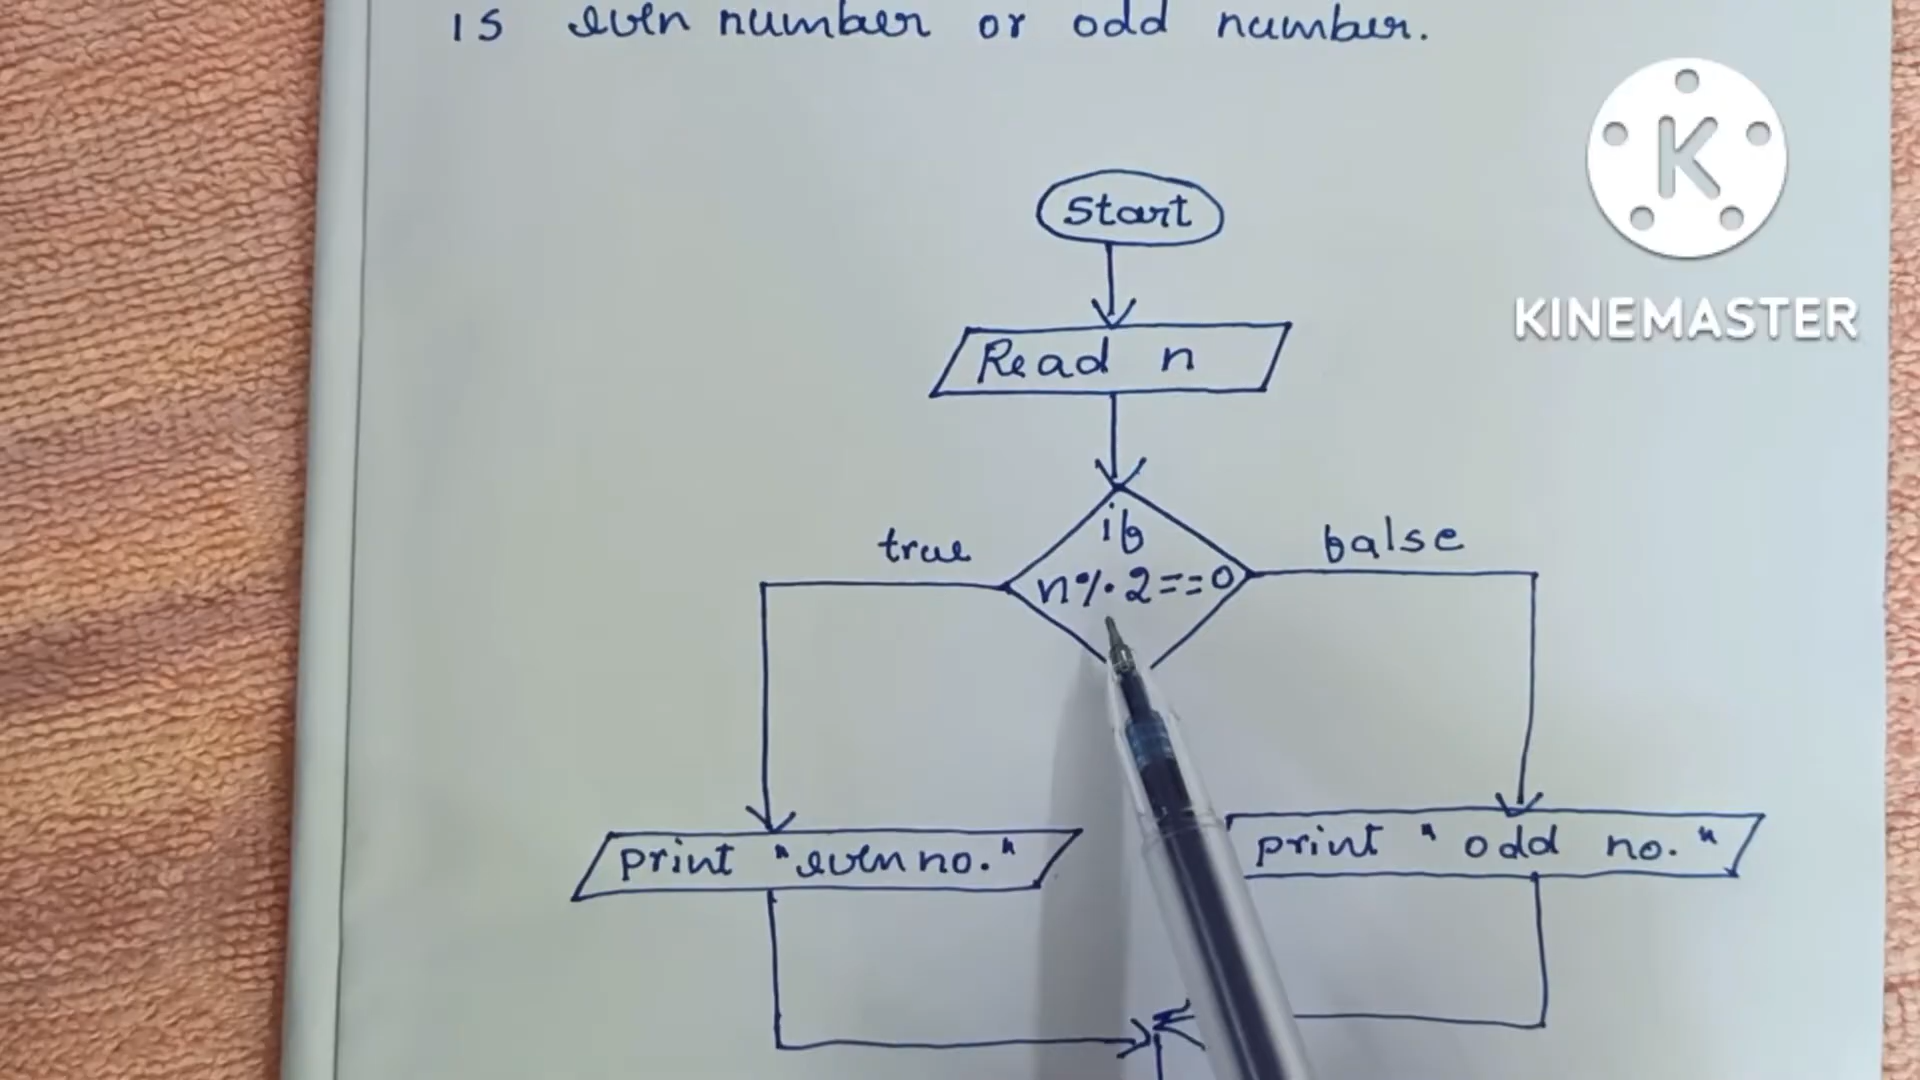 is even number or odd number.
K
KINEMASTER
Start
Read n
if
n%2==0
true
false
print "even no."
print "odd no."